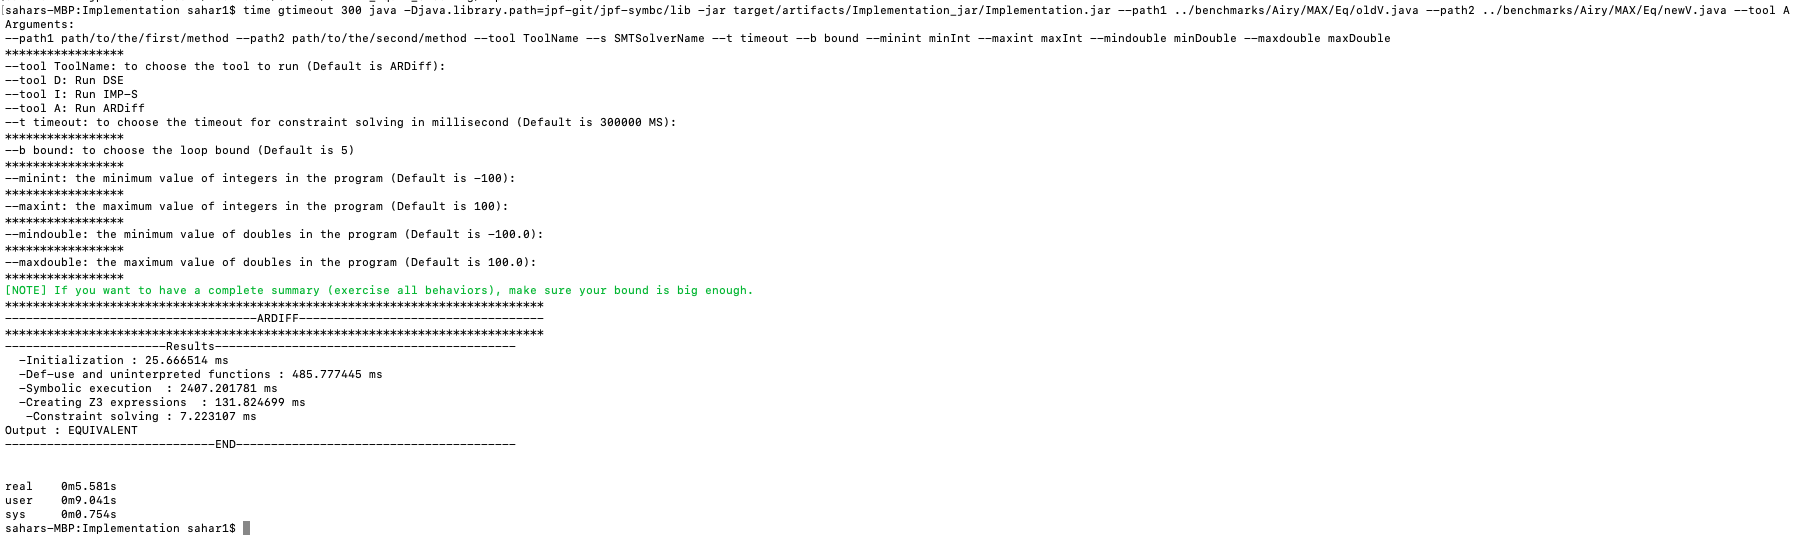 sahars-MBP:Implementation sahar1$ time gtimeout 300 java -Djava.library.path=jpf-git/jpf-symbc/lib -jar target/artifacts/Implementation_jar/Implementation.jar --path1 ../benchmarks/Airy/MAX/Eq/oldV.java --path2 ../benchmarks/Airy/MAX/Eq/newV.java --tool A
Arguments:
--path1 path/to/the/first/method --path2 path/to/the/second/method --tool ToolName --s SMTSolverName --t timeout --b bound --minint minInt --maxint maxInt --mindouble minDouble --maxdouble maxDouble
*****************
--tool ToolName: to choose the tool to run (Default is ARDiff):
--tool D: Run DSE
--tool I: Run IMP-S
--tool A: Run ARDiff
--t timeout: to choose the timeout for constraint solving in millisecond (Default is 300000 MS):
*****************
--b bound: to choose the loop bound (Default is 5)
*****************
--minint: the minimum value of integers in the program (Default is -100):
*****************
--maxint: the maximum value of integers in the program (Default is 100):
*****************
--mindouble: the minimum value of doubles in the program (Default is -100.0):
*****************
--maxdouble: the maximum value of doubles in the program (Default is 100.0):
*****************
[NOTE] If you want to have a complete summary (exercise all behaviors), make sure your bound is big enough.
*****************************************************************************
------------------------------------ARDIFF-----------------------------------
*****************************************************************************
-----------------------Results-------------------------------------------
-Initialization : 25.666514 ms
-Def-use and uninterpreted functions : 485.777445 ms
-Symbolic execution  : 2407.201781 ms
-Creating Z3 expressions  : 131.824699 ms
-Constraint solving : 7.223107 ms
Output : EQUIVALENT
------------------------------END----------------------------------------
real    0m5.581s
user    0m9.041s
sys     0m0.754s
sahars-MBP:Implementation sahar1$